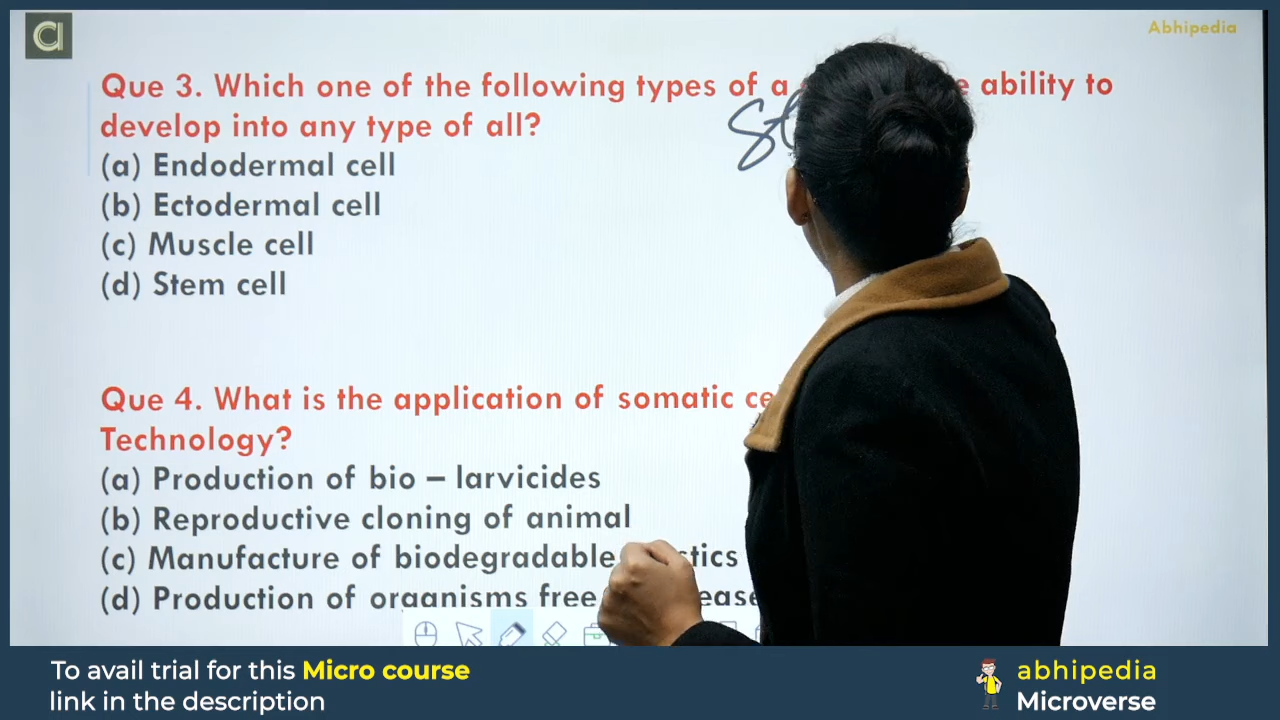 Abhipedia
Que 3. Which one of the following types of a ability to
develop into any type of all?
(a) Endodermal cell
(b) Ectodermal cell
(c) Muscle cell
(d) Stem cell
Que 4. What is the application of somatic
Technology?
(a) Production of bio – larvicides
(b) Reproductive cloning of animal
(c) Manufacture of biodegradable
(d) Production of organisms free
To avail trial for this Micro course
link in the description
abhipedia
Microverse